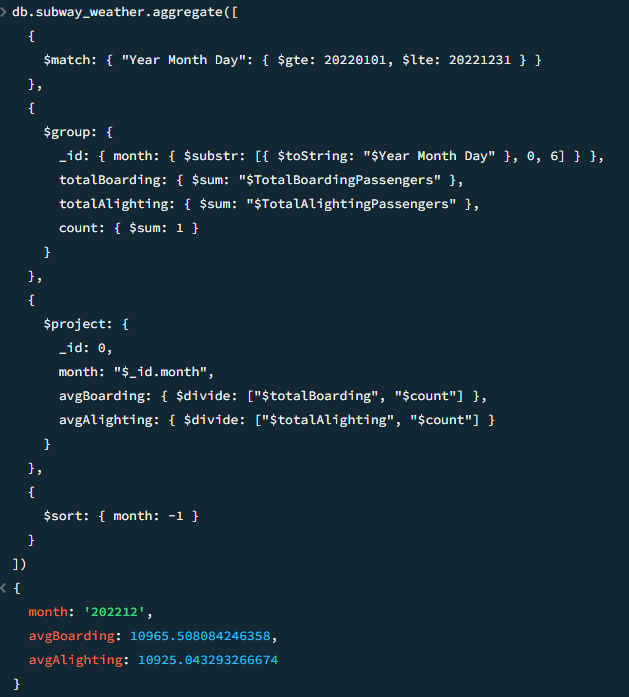 > db.subway_weather.aggregate([
{
$match: { "Year Month Day": { $gte: 20220101, $lte: 20221231 } }
},
{
$group: {
_id: { month: { $substr: [{ $toString: "$Year Month Day" }, 0, 6] } },
totalBoarding: { $sum: "$TotalBoardingPassengers" },
totalAlighting: { $sum: "$TotalAlightingPassengers" },
count: { $sum: 1 }
}
},
{
$project: {
_id: 0,
month: "$_id.month",
avgBoarding: { $divide: ["$totalBoarding", "$count"] },
avgAlighting: { $divide: ["$totalAlighting", "$count"] }
}
},
{
$sort: { month: -1 }
}
])
< {
month: '202212',
avgBoarding: 10965.508084246358,
avgAlighting: 10925.043293266674
}